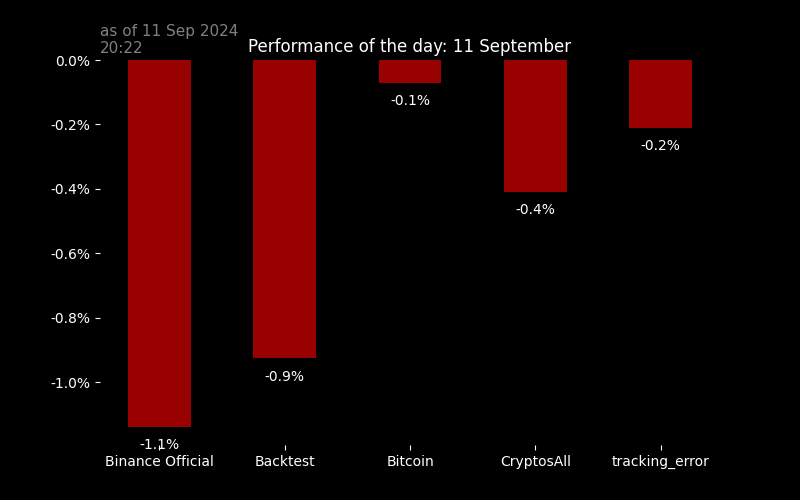 as of 11 Sep 2024
20:22
Performance of the day: 11 September
0.0%
-0.2%
-0.4%
-0.6%
-0.8%
-1.0%
-1.1%
-0.9%
-0.1%
-0.4%
-0.2%
Binance Official
Backtest
Bitcoin
CryptosAll
tracking_error